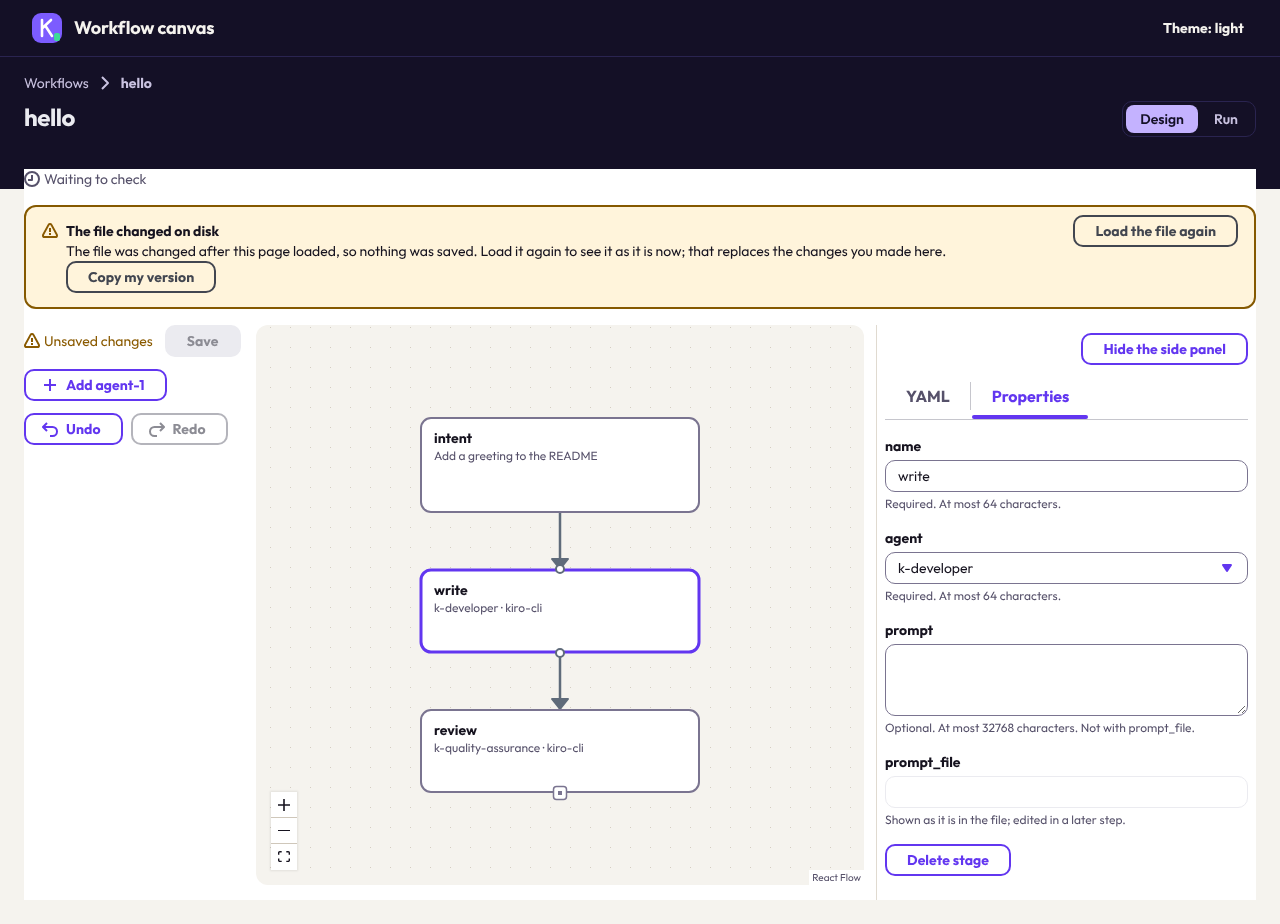 K
Workflow canvas
Theme: light
Workflows
hello
hello
Design
Run
Waiting to check
The file changed on disk
The file was changed after this page loaded, so nothing was saved. Load it again to see it as it is now; that replaces the changes you made here.
Load the file again
Copy my version
Unsaved changes
Save
Add agent-1
Undo
Redo
intent
Add a greeting to the README
write
k-developer · kiro-cli
review
k-quality-assurance · kiro-cli
React Flow
Hide the side panel
YAML
Properties
name
write
Required. At most 64 characters.
agent
k-developer
Required. At most 64 characters.
prompt
Optional. At most 32768 characters. Not with prompt_file.
prompt_file
Shown as it is in the file; edited in a later step.
Delete stage